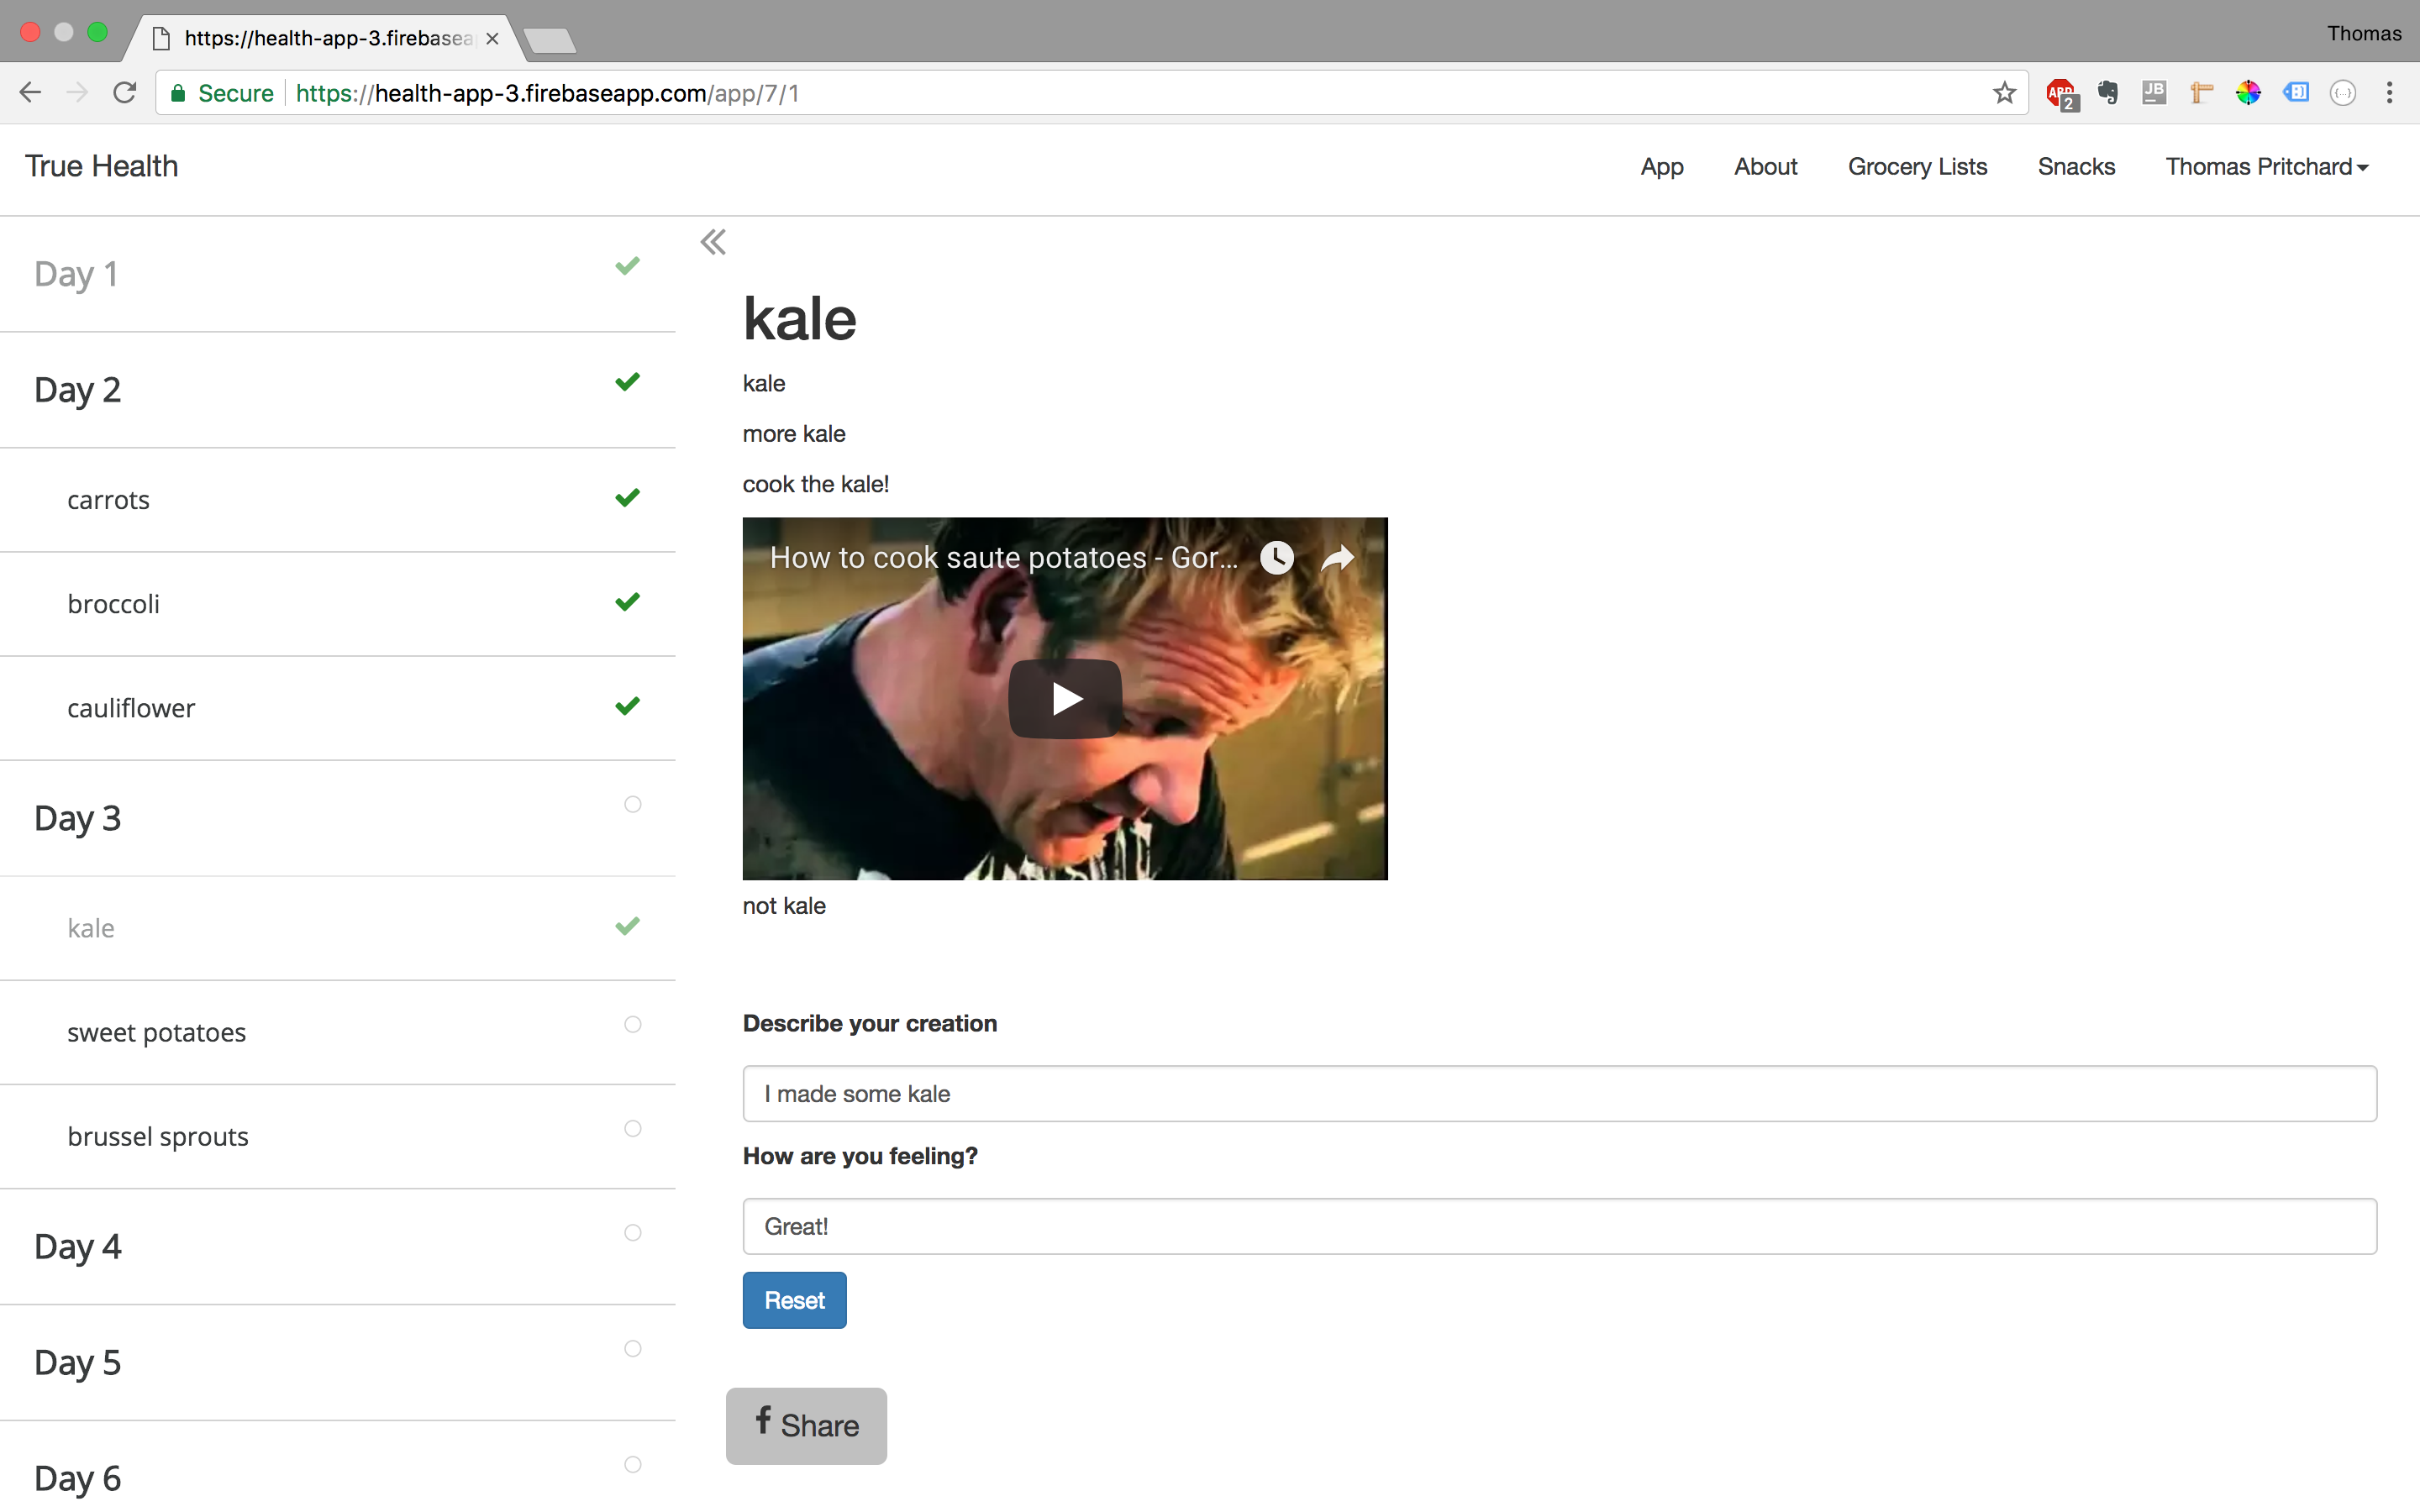 https://health-app-3.firebasea
Thomas
Secure https://health-app-3.firebaseapp.com/app/7/1
ABP
2
JB
True Health
App About Grocery Lists Snacks Thomas Pritchard
Day 1
Day 2
carrots
broccoli
cauliflower
Day 3
kale
sweet potatoes
brussel sprouts
Day 4
Day 5
Day 6
kale
kale
more kale
cook the kale!
How to cook saute potatoes - Gor...
not kale
Describe your creation
I made some kale
How are you feeling?
Great!
Reset
f Share